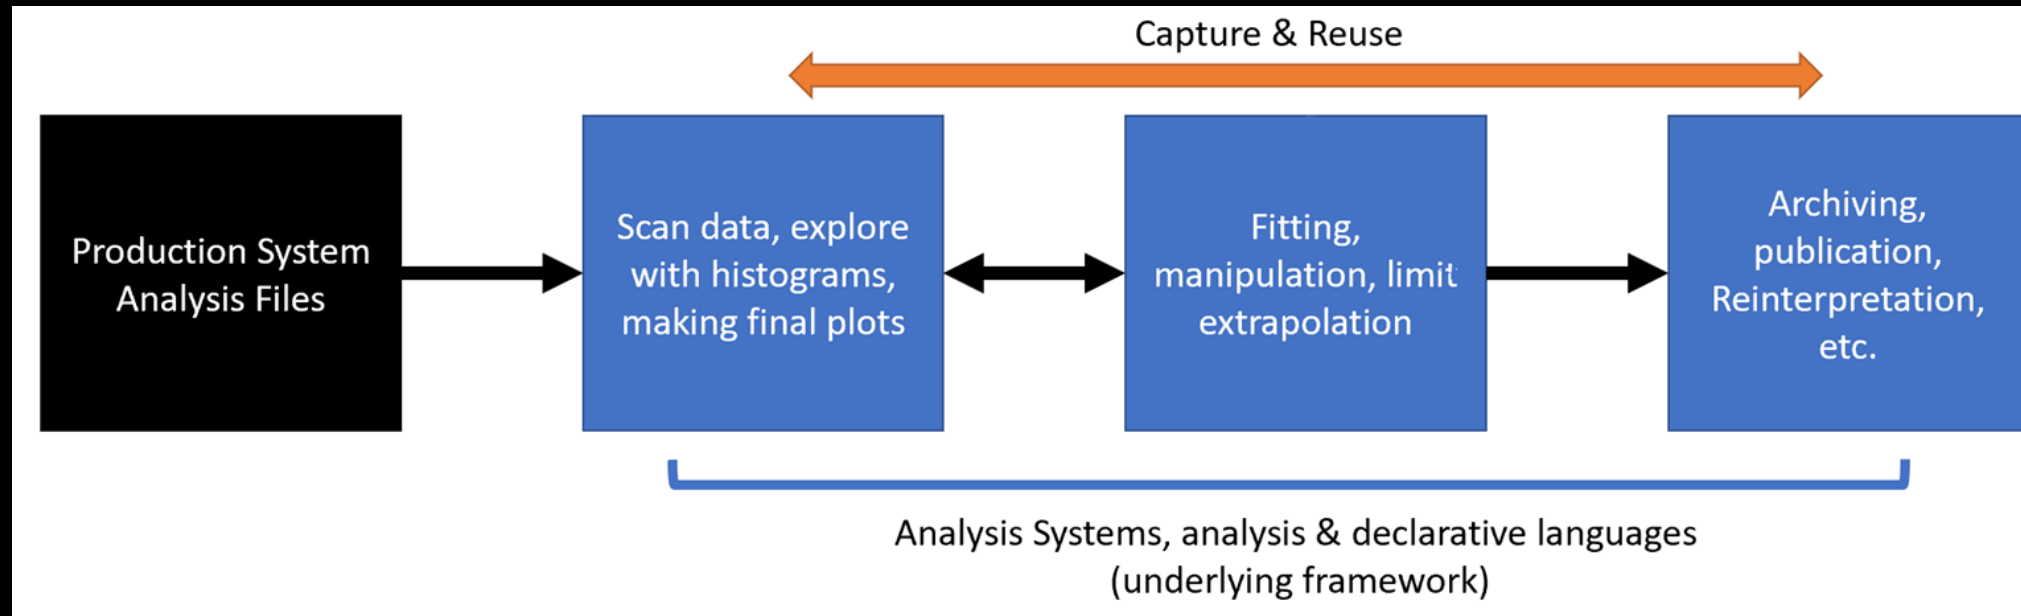 Capture & Reuse
Production System
Analysis Files
Scan data, explore
with histograms,
making final plots
Fitting,
manipulation, limit
extrapolation
Archiving,
publication,
Reinterpretation,
etc.
Analysis Systems, analysis & declarative languages
(underlying framework)